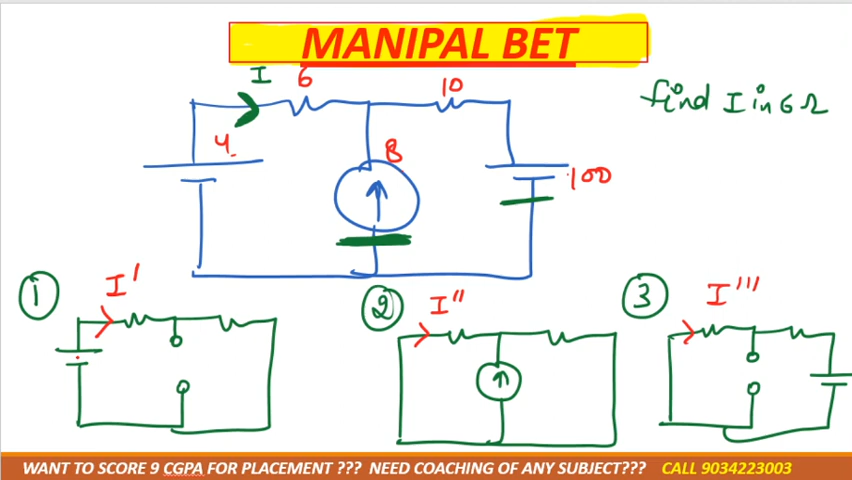 MANIPAL BET
I 6 10
find I in 6 Ω
4.
8
100
1 I'
2 I"
3 I'''
WANT TO SCORE 9 CGPA FOR PLACEMENT ??? NEED COACHING OF ANY SUBJECT??? CALL 9034223003